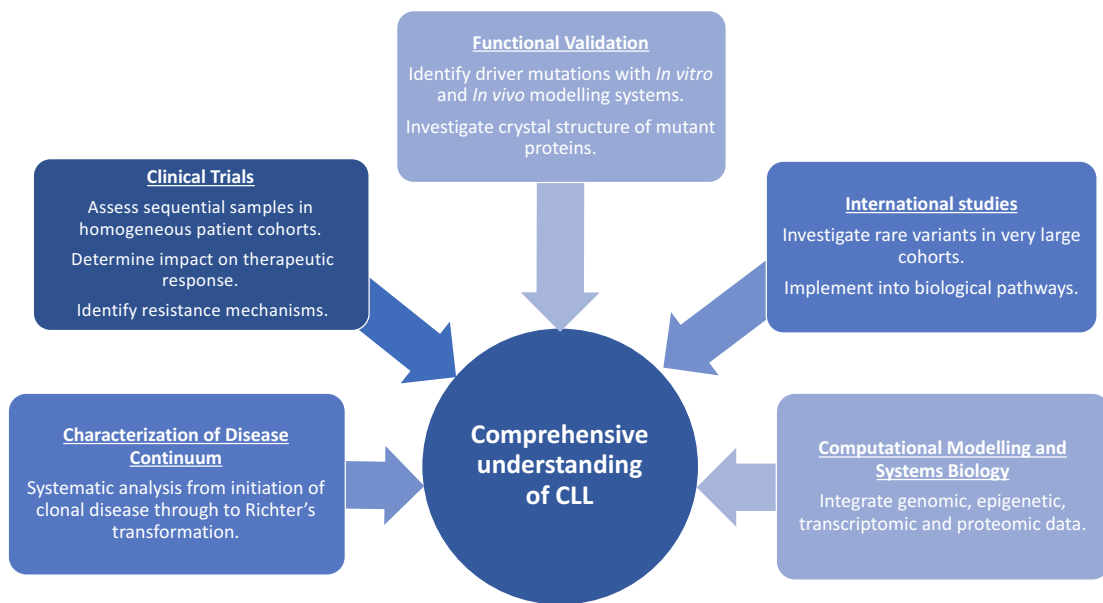 Functional Validation
Identify driver mutations with In vitro
and In vivo modelling systems.
Investigate crystal structure of mutant
proteins.
Clinical Trials
Assess sequential samples in
homogeneous patient cohorts.
Determine impact on therapeutic
response.
Identify resistance mechanisms.
International studies
Investigate rare variants in very large
cohorts.
Implement into biological pathways.
Characterization of Disease
Continuum
Systematic analysis from initiation of
clonal disease through to Richter’s
transformation.
Comprehensive
understanding
of CLL
Computational Modelling and
Systems Biology
Integrate genomic, epigenetic,
transcriptomic and proteomic data.